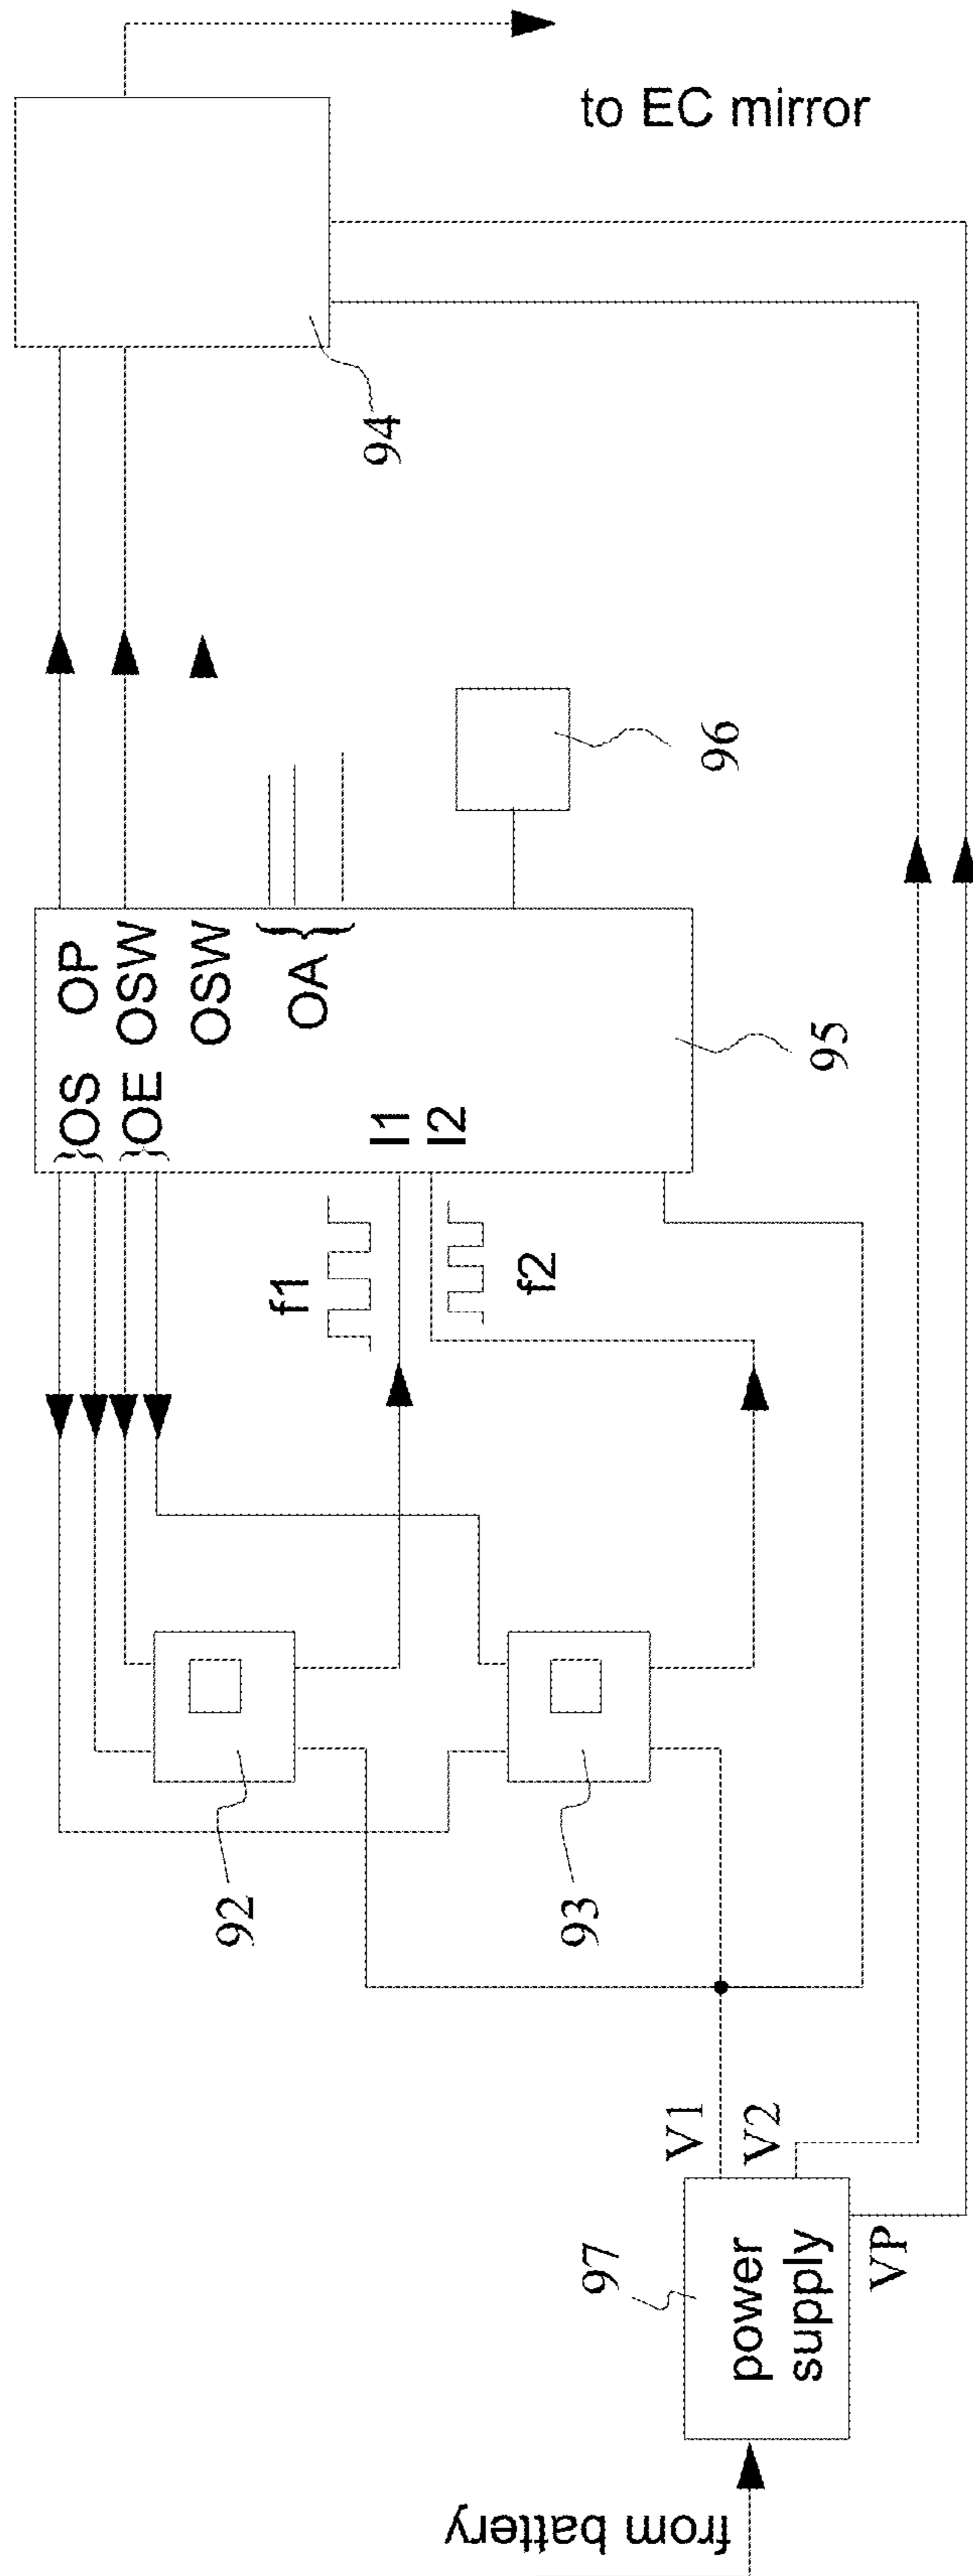 from battery
power
supply
97
V1
V2
VP
92
93
f1
f2
}OS OP
}OE OSW
OSW
OA {
I1
I2
95
96
94
to EC mirror